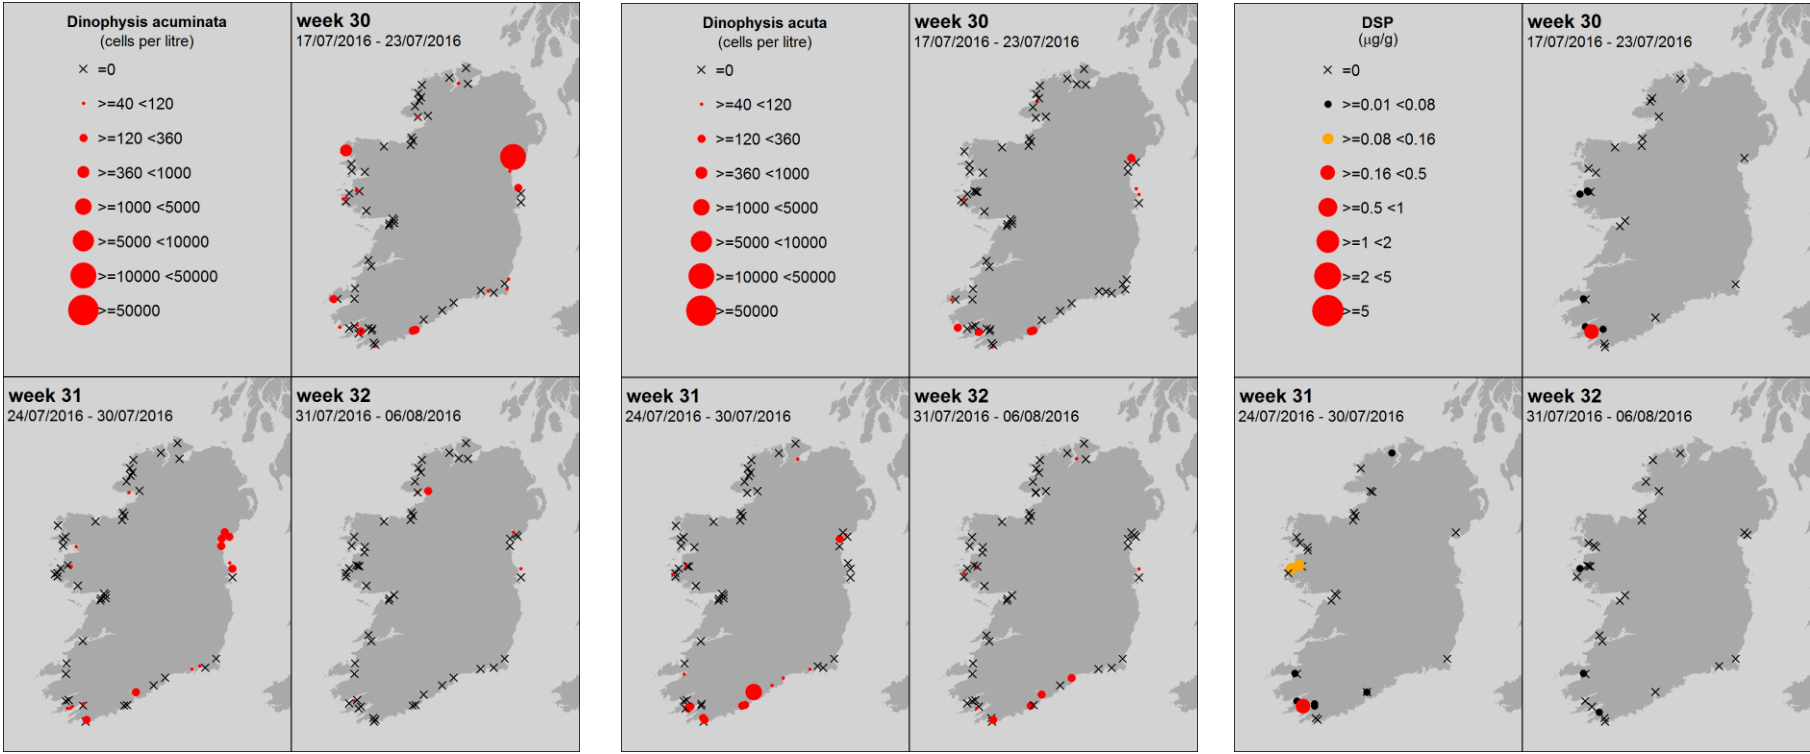 Dinophysis acuminata
(cells per litre)
=0
>=40 <120
>=120 <360
>=360 <1000
>=1000 <5000
>=5000 <10000
>=10000 <50000
>=50000
week 30
17/07/2016 - 23/07/2016
week 31
24/07/2016 - 30/07/2016
week 32
31/07/2016 - 06/08/2016
Dinophysis acuta
(cells per litre)
=0
>=40 <120
>=120 <360
>=360 <1000
>=1000 <5000
>=5000 <10000
>=10000 <50000
>=50000
week 30
17/07/2016 - 23/07/2016
week 31
24/07/2016 - 30/07/2016
week 32
31/07/2016 - 06/08/2016
DSP
(μg/g)
=0
>=0.01 <0.08
>=0.08 <0.16
>=0.16 <0.5
>=0.5 <1
>=1 <2
>=2 <5
>=5
week 30
17/07/2016 - 23/07/2016
week 31
24/07/2016 - 30/07/2016
week 32
31/07/2016 - 06/08/2016